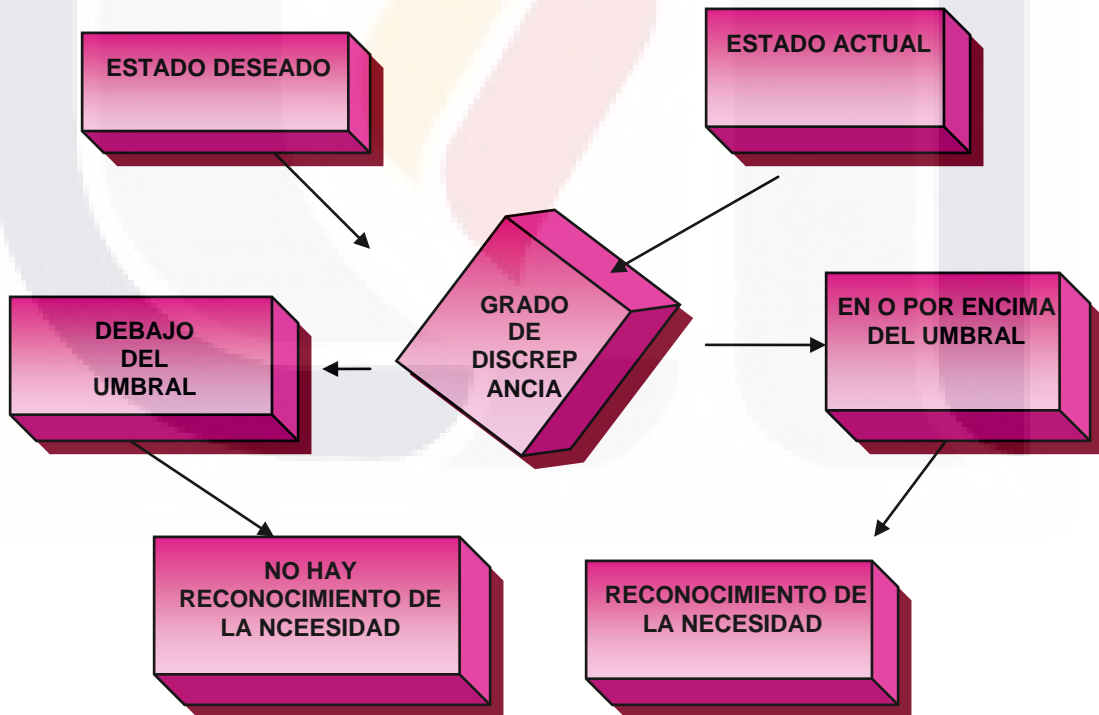 ESTADO DESEADO
ESTADO ACTUAL
GRADO
DE
DISCREP
ANCIA
DEBAJO
DEL
UMBRAL
EN O POR ENCIMA
DEL UMBRAL
NO HAY
RECONOCIMIENTO DE
LA NCEESIDAD
RECONOCIMIENTO DE
LA NECESIDAD